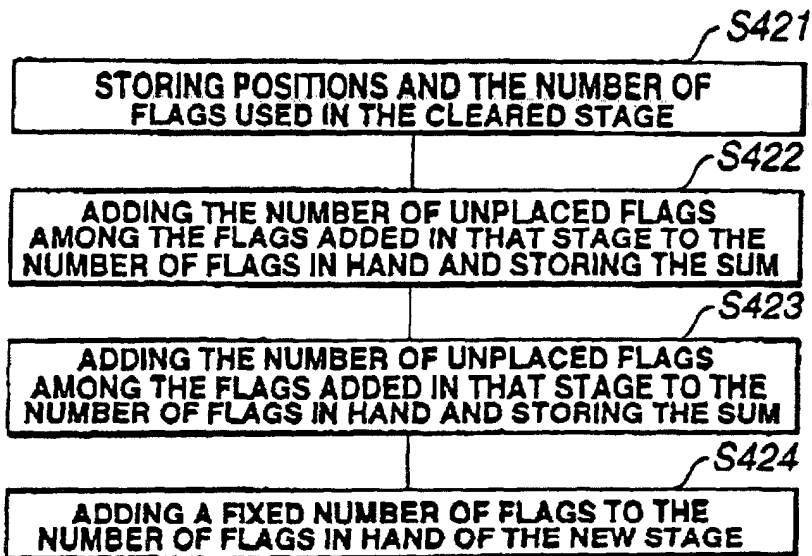 S421
STORING POSITIONS AND THE NUMBER OF
FLAGS USED IN THE CLEARED STAGE
S422
ADDING THE NUMBER OF UNPLACED FLAGS
AMONG THE FLAGS ADDED IN THAT STAGE TO THE
NUMBER OF FLAGS IN HAND AND STORING THE SUM
S423
ADDING THE NUMBER OF UNPLACED FLAGS
AMONG THE FLAGS ADDED IN THAT STAGE TO THE
NUMBER OF FLAGS IN HAND AND STORING THE SUM
S424
ADDING A FIXED NUMBER OF FLAGS TO THE
NUMBER OF FLAGS IN HAND OF THE NEW STAGE